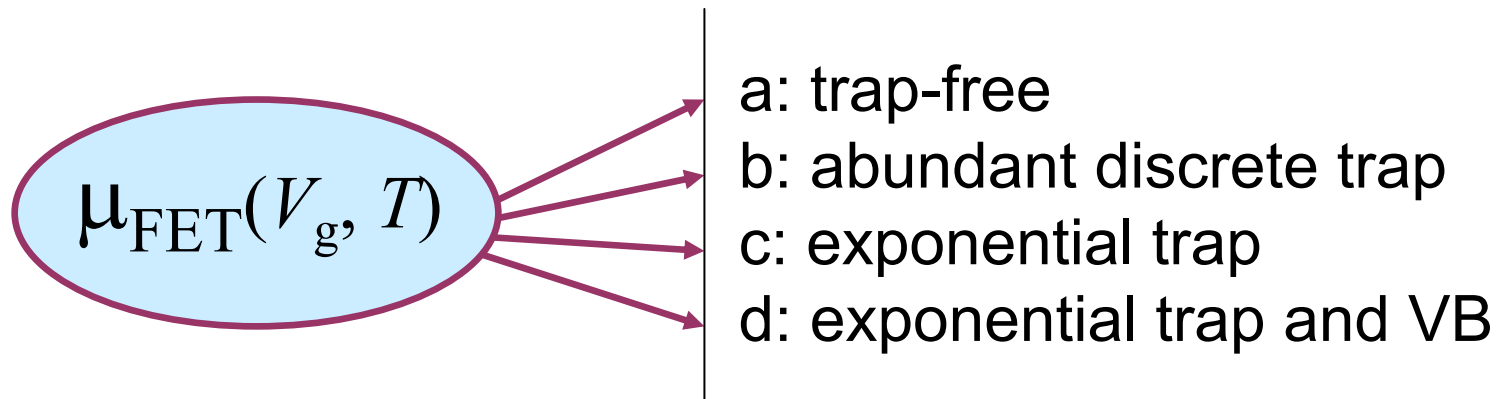 μFET(Vg, T)
a: trap-free
b: abundant discrete trap
c: exponential trap
d: exponential trap and VB